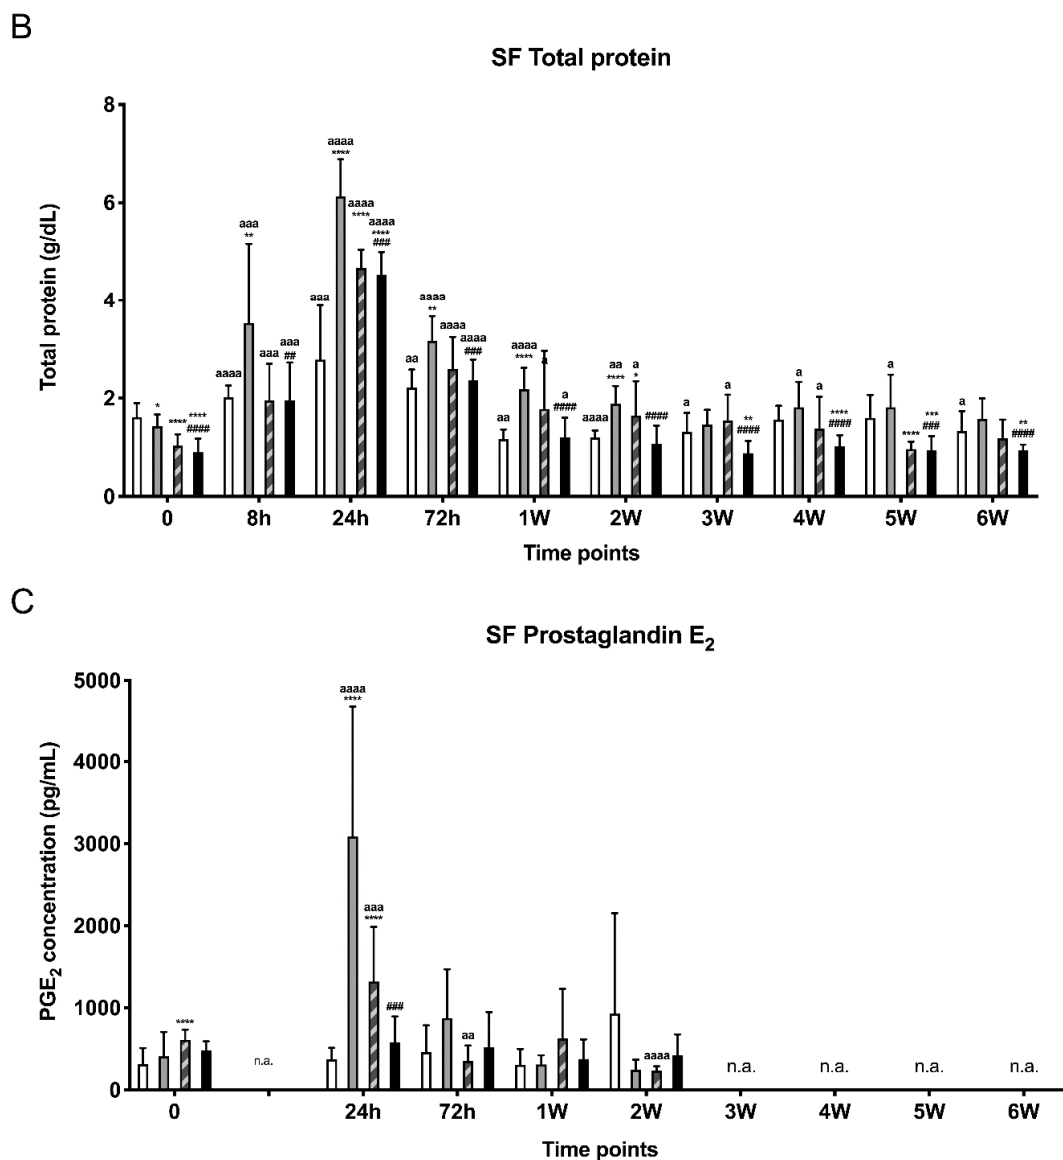 B
SF Total protein
Total protein (g/dL)
8
6
4
2
0
*
****
****
####
aaaa
aaa
**
aaa
aaa
##
aaa
aaaa
****
aaaa
****
aaaa
****
###
aa
aaaa
**
aaaa
aaaa
###
aa
aaaa
****
a
a
####
aaaa
aa
****
a
*
####
a
a
**
####
a
a
****
####
a
****
***
###
a
**
####
0 8h 24h 72h 1W 2W 3W 4W 5W 6W
Time points
C
SF Prostaglandin E₂
PGE₂ concentration (pg/mL)
5000
4000
3000
2000
1000
0
****
n.a.
aaaa
****
aaa
****
###
aa
aaaa
n.a. n.a. n.a. n.a.
0 24h 72h 1W 2W 3W 4W 5W 6W
Time points